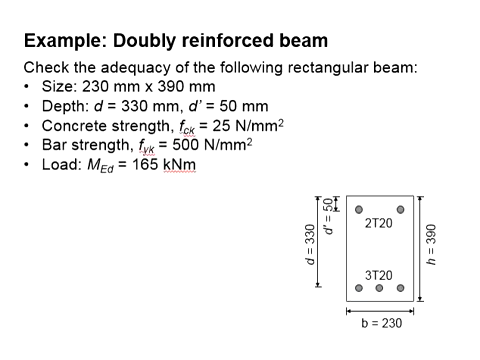 Example: Doubly reinforced beam
Check the adequacy of the following rectangular beam:
• Size: 230 mm x 390 mm
• Depth: d = 330 mm, d' = 50 mm
• Concrete strength, fck = 25 N/mm2
• Bar strength, fyk = 500 N/mm2
• Load: MEd = 165 kNm
d' = 50
2T20
d = 330
h = 390
3T20
b = 230